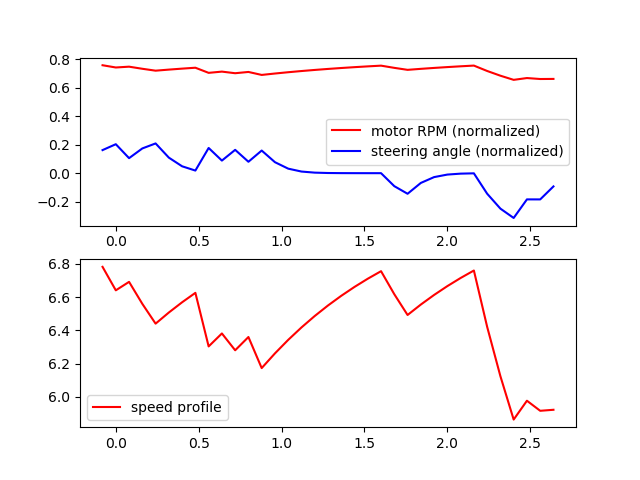 0.8
0.6
0.4
0.2
0.0
−0.2
motor RPM (normalized)
steering angle (normalized)
0.0 0.5 1.0 1.5 2.0 2.5
6.8
6.6
6.4
6.2
6.0
speed profile
0.0 0.5 1.0 1.5 2.0 2.5